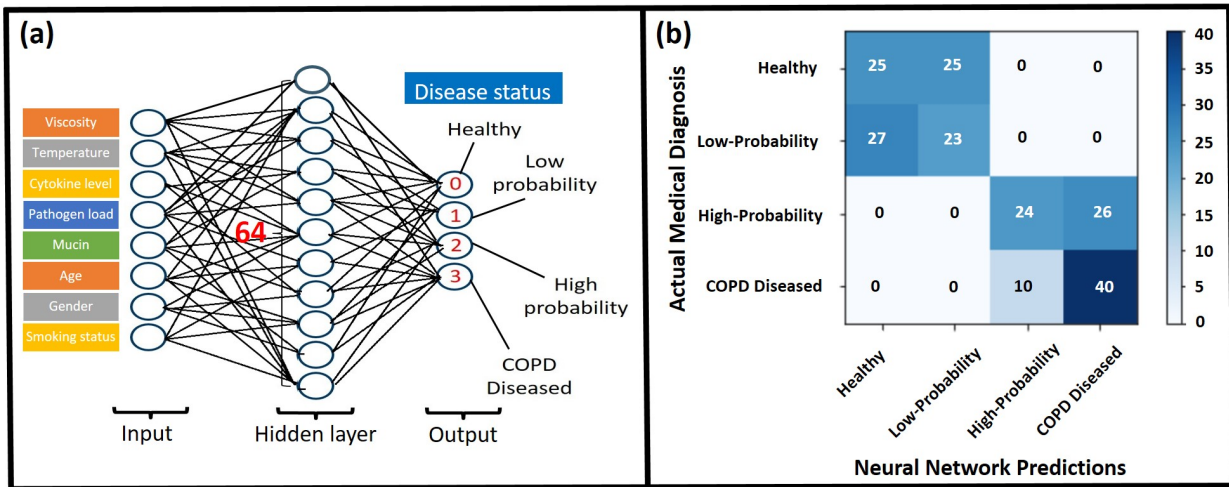 (a)
Viscosity
Temperature
Cytokine level
Pathogen load
Mucin
Age
Gender
Smoking status
64
Disease status
Healthy
Low
probability
0
1
2
3
High
probability
COPD
Diseased
Input
Hidden layer
Output
(b)
Actual Medical Diagnosis
Healthy
25 25 0 0
Low-Probability
27 23 0 0
High-Probability
0 0 24 26
COPD Diseased
0 0 10 40
Healthy
Low-Probability
High-Probability
COPD Diseased
Neural Network Predictions
40
35
30
25
20
15
10
5
0